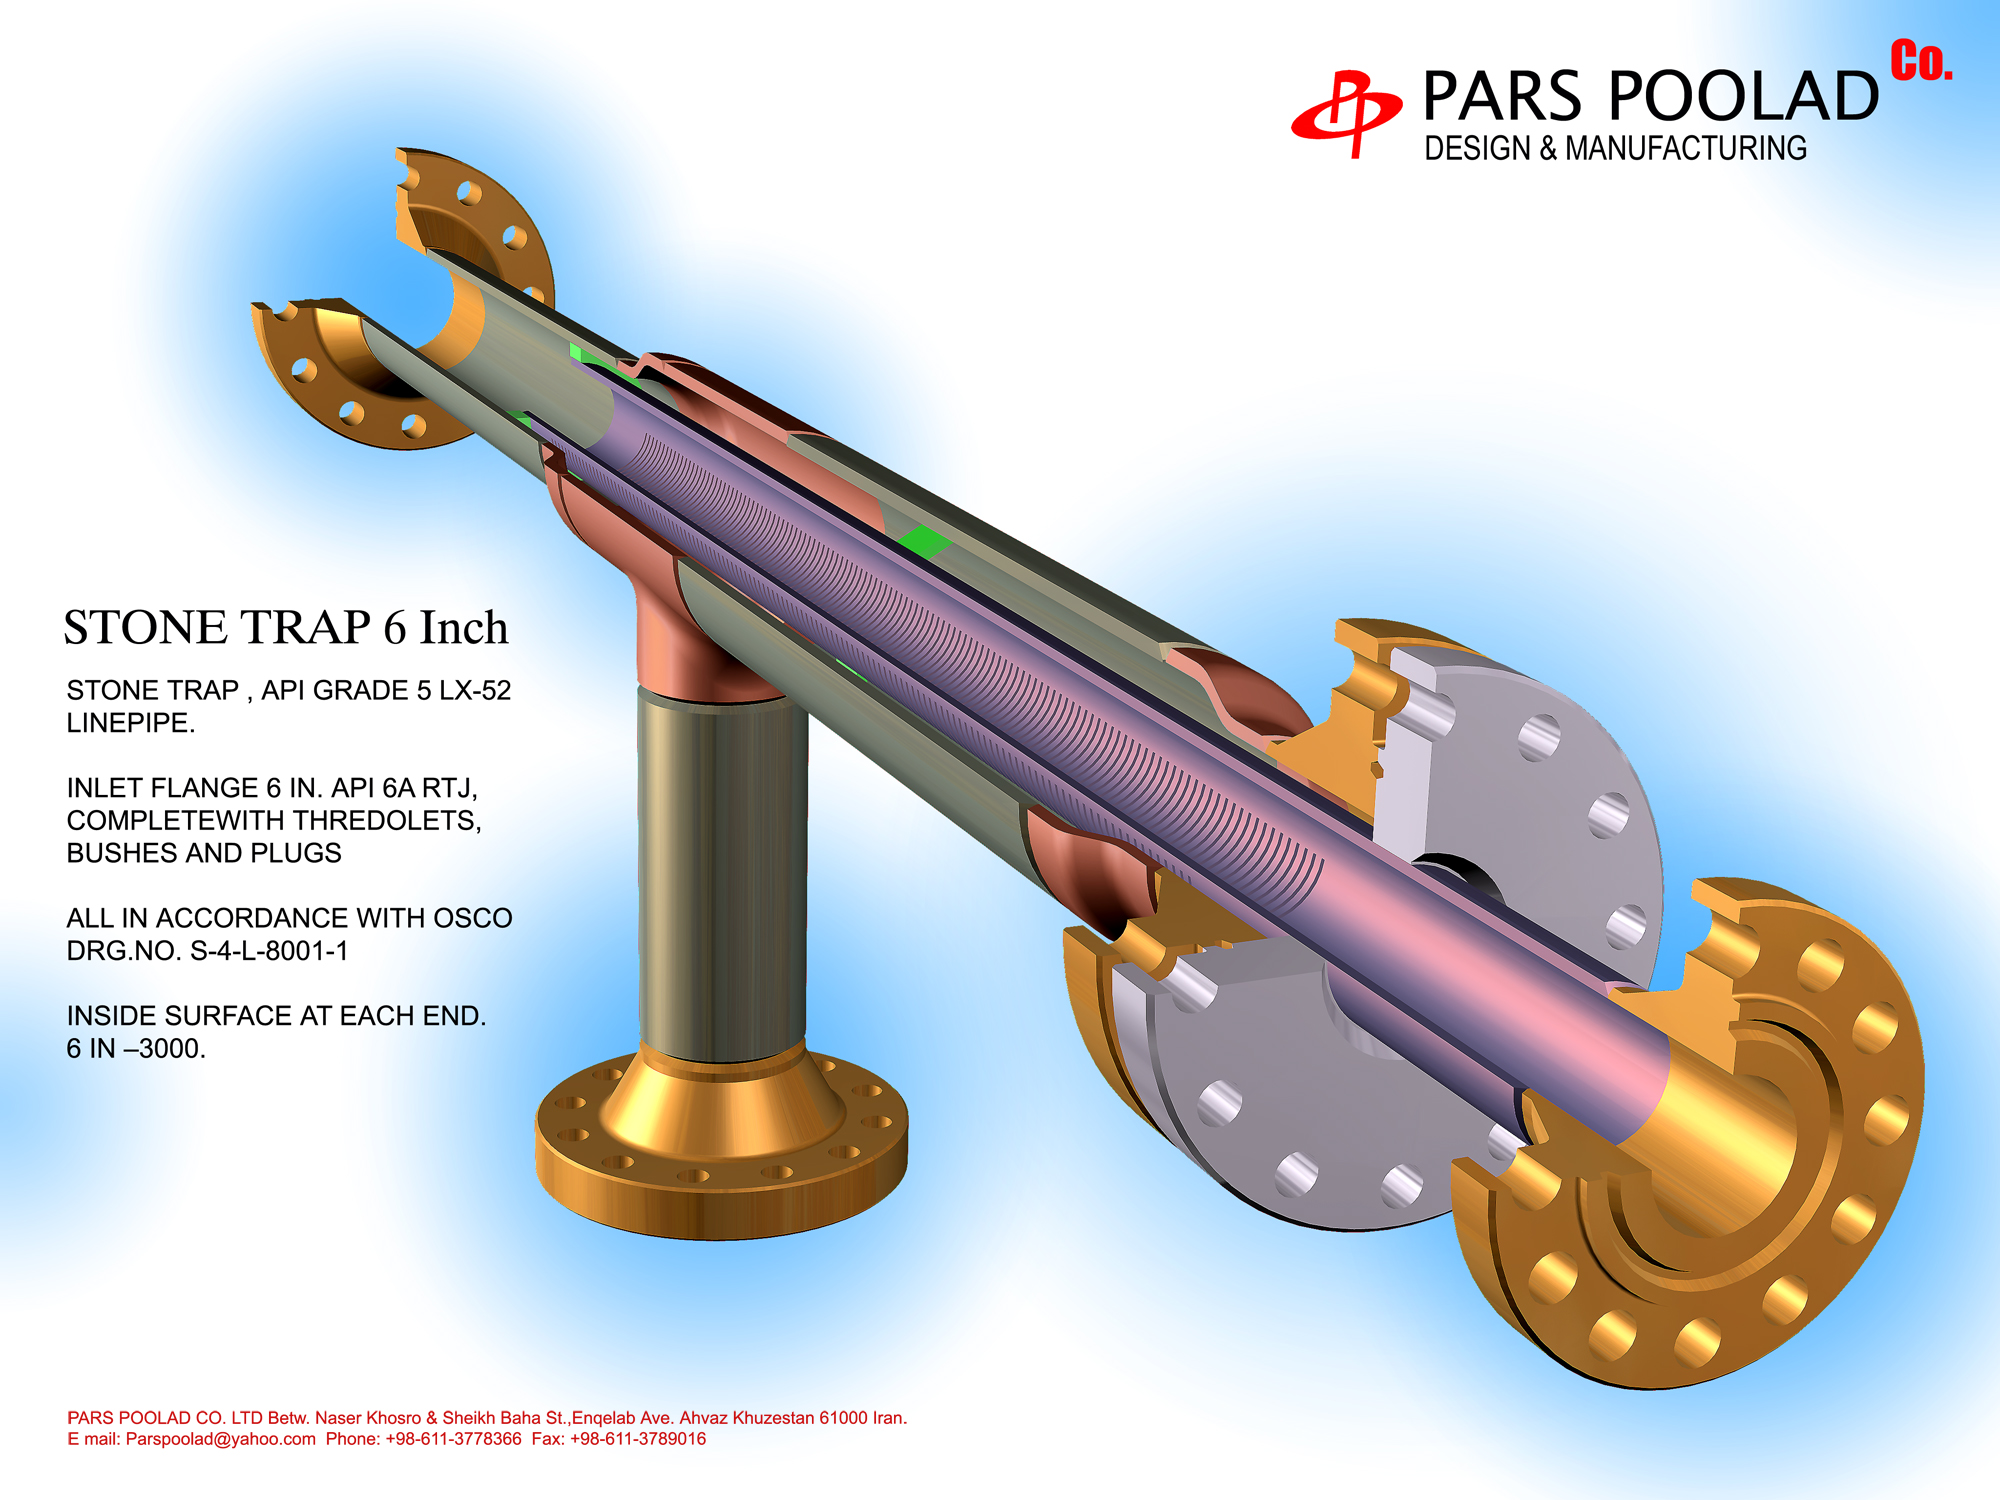 PARS POOLAD Co.
DESIGN & MANUFACTURING
STONE TRAP 6 Inch
STONE TRAP , API GRADE 5 LX-52
LINEPIPE.
INLET FLANGE 6 IN. API 6A RTJ,
COMPLETEWITH THREDOLETS,
BUSHES AND PLUGS
ALL IN ACCORDANCE WITH OSCO
DRG.NO. S-4-L-8001-1
INSIDE SURFACE AT EACH END.
6 IN –3000.
PARS POOLAD CO. LTD Betw. Naser Khosro & Sheikh Baha St.,Enqelab Ave. Ahvaz Khuzestan 61000 Iran.
E mail: Parspoolad@yahoo.com Phone: +98-611-3778366 Fax: +98-611-3789016